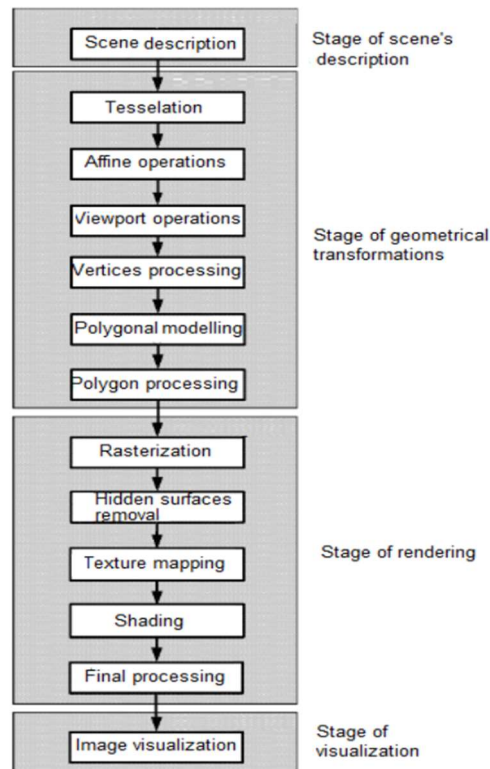 Scene description
Stage of scene's
description
Tesselation
Affine operations
Viewport operations
Vertices processing
Polygonal modelling
Polygon processing
Stage of geometrical
transformations
Rasterization
Hidden surfaces
removal
Texture mapping
Shading
Final processing
Stage of rendering
Image visualization
Stage of
visualization